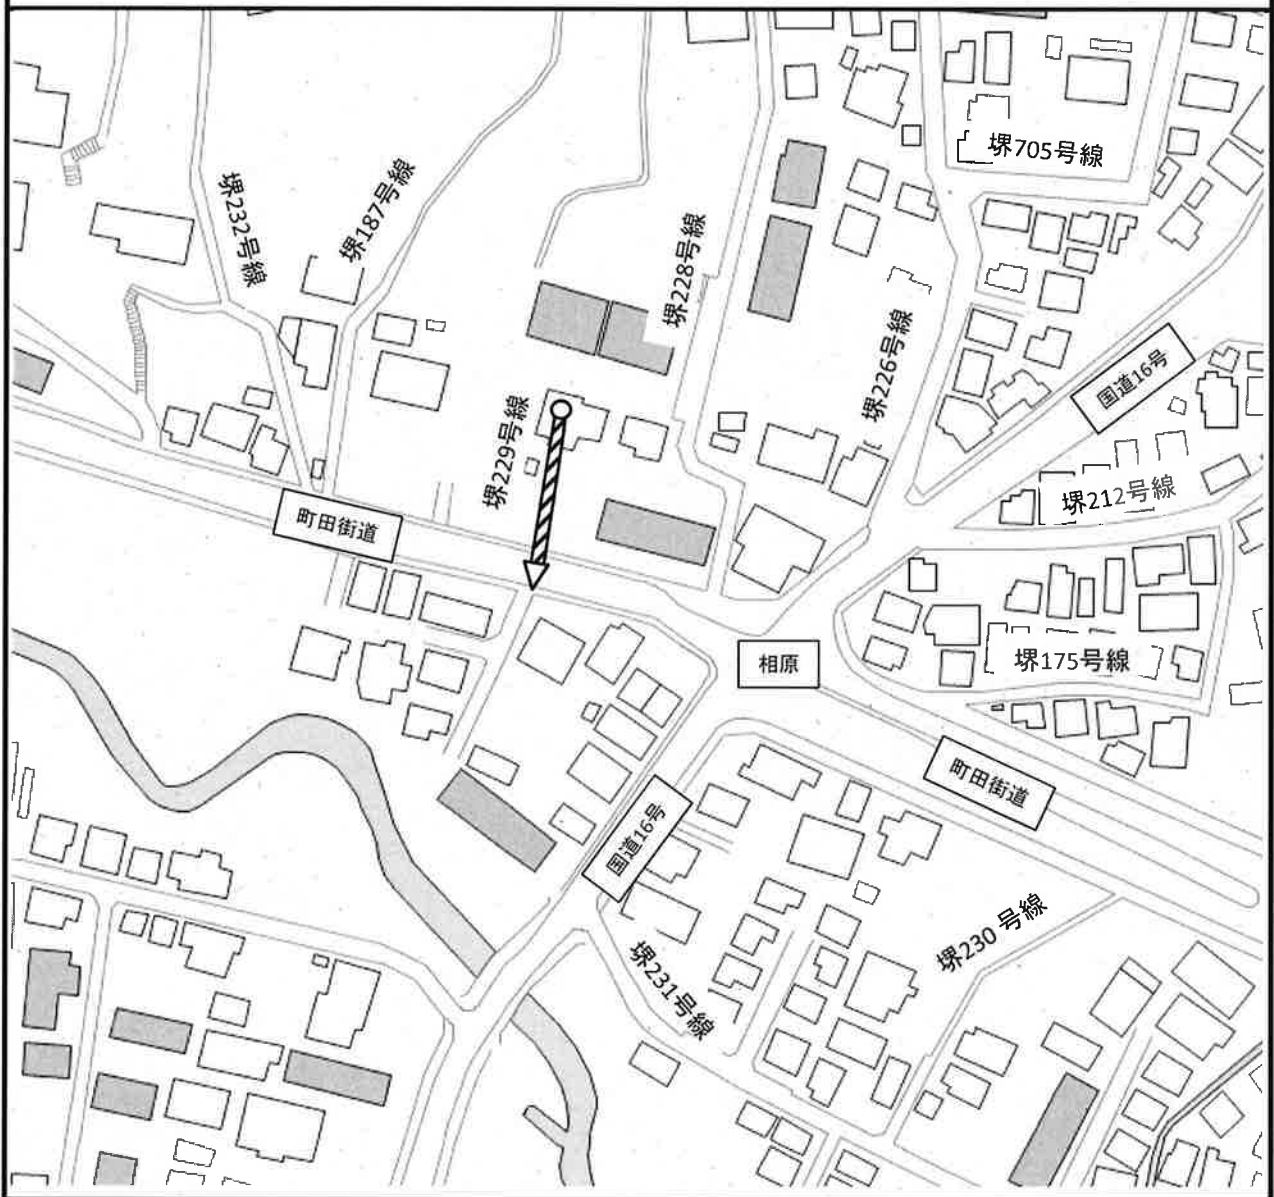 堺705号線
堺187号線
堺232号線
堺228号線
堺226号線
国道16号
堺229号線
堺212号線
町田街道
相原
堺175号線
町田街道
国道16号
堺230号線
堺231号線